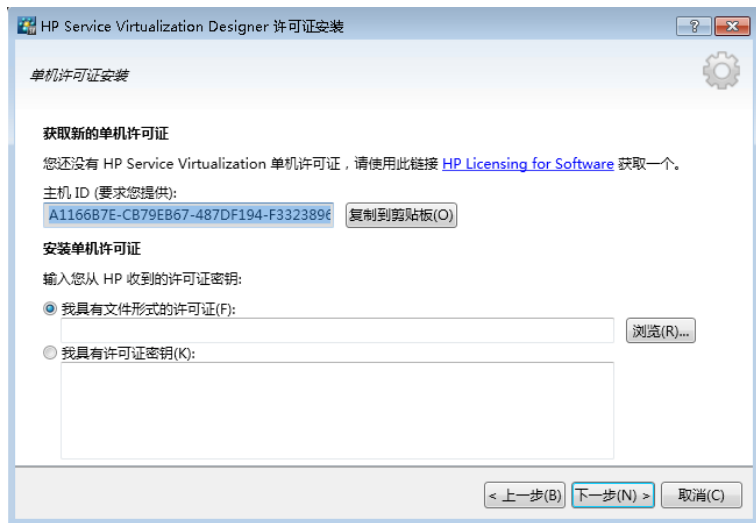 HP Service Virtualization Designer 许可证安装
单机许可证安装
获取新的单机许可证
您还没有 HP Service Virtualization 单机许可证，请使用此链接 HP Licensing for Software 获取一个。
主机 ID (要求您提供):
A1166B7E-CB79EB67-487DF194-F3323896 复制到剪贴板(O)
安装单机许可证
输入您从 HP 收到的许可证密钥:
我具有文件形式的许可证(F):
浏览(R)...
我具有许可证密钥(K):
< 上一步(B) 下一步(N) > 取消(C)